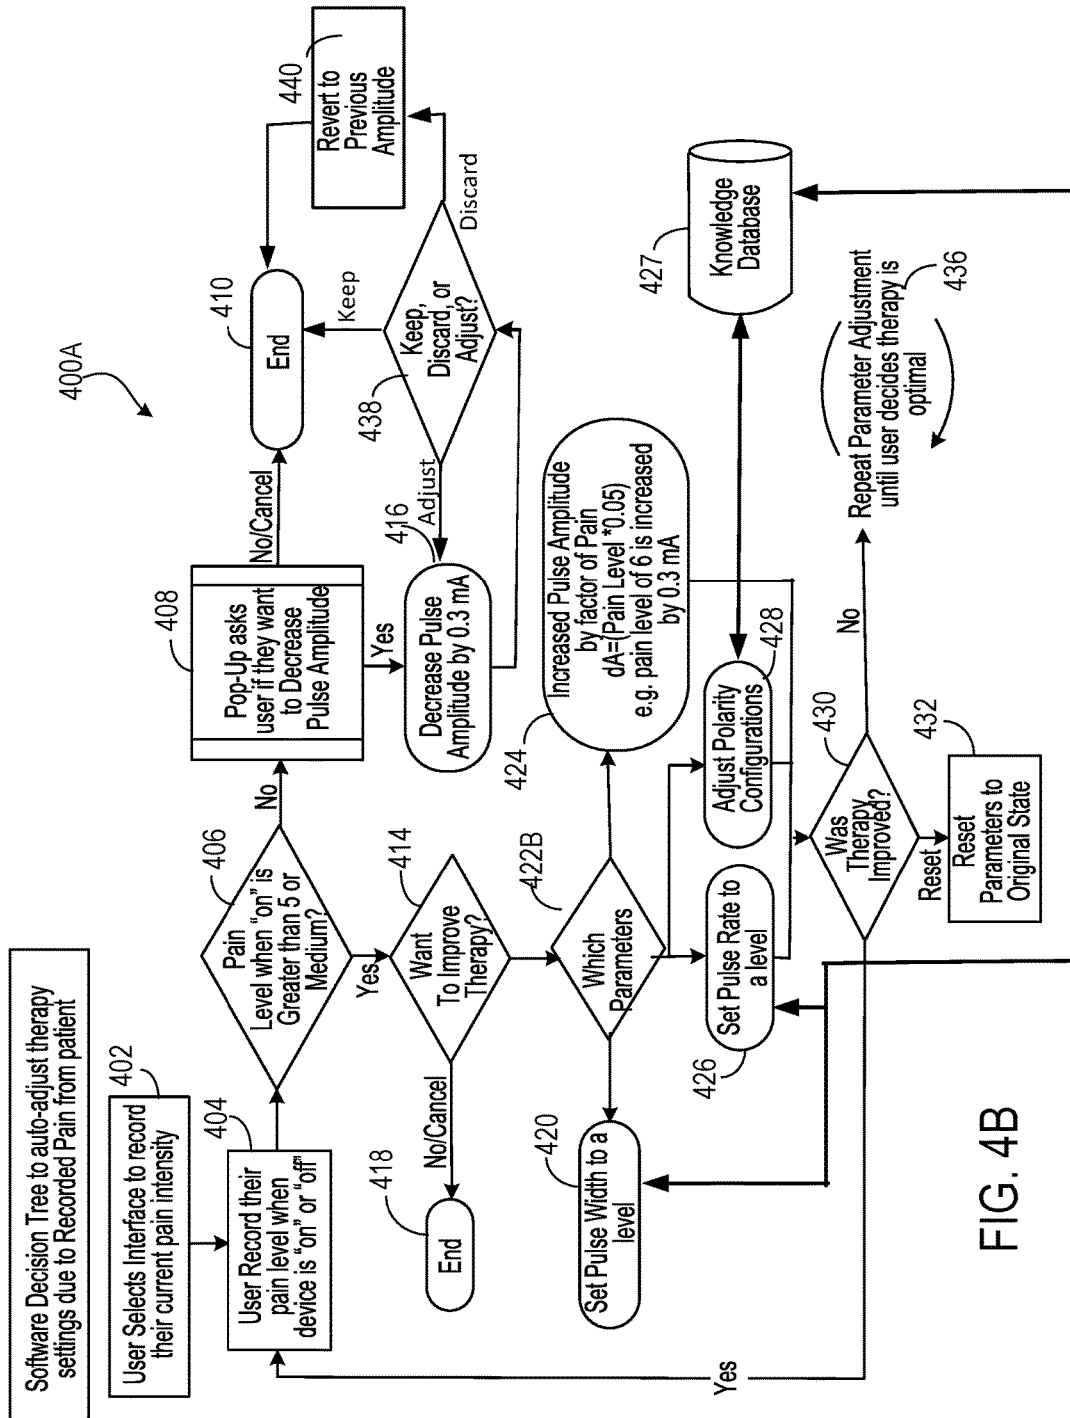 Software Decision Tree to auto-adjust therapy
settings due to Recorded Pain from patient
400A
402
User Selects Interface to record
their current pain intensity
404
User Record their
pain level when
device is "on" or "off"
406
Pain
Level when "on" is
Greater than 5 or
Medium?
No
Yes
408
Pop-Up asks
user if they want
to Decrease
Pulse Amplitude
No/Cancel
Yes
410
End
416
Decrease Pulse
Amplitude by 0.3 mA
Adjust
438
Keep,
Discard, or
Adjust?
Keep
Discard
440
Revert to
Previous
Amplitude
414
Want
To Improve
Therapy?
No/Cancel
418
End
422B
Which
Parameters
420
Set Pulse Width to a
level
424
Increased Pulse Amplitude
by factor of Pain
dA=(Pain Level *0.05)
e.g. pain level of 6 is increased
by 0.3 mA
426
Set Pulse Rate to
a level
428
Adjust Polarity
Configurations
427
Knowledge
Database
430
Was
Therapy
Improved?
Yes
No
Reset
432
Reset
Parameters to
Original State
436
Repeat Parameter Adjustment
until user decides therapy is
optimal
FIG. 4B